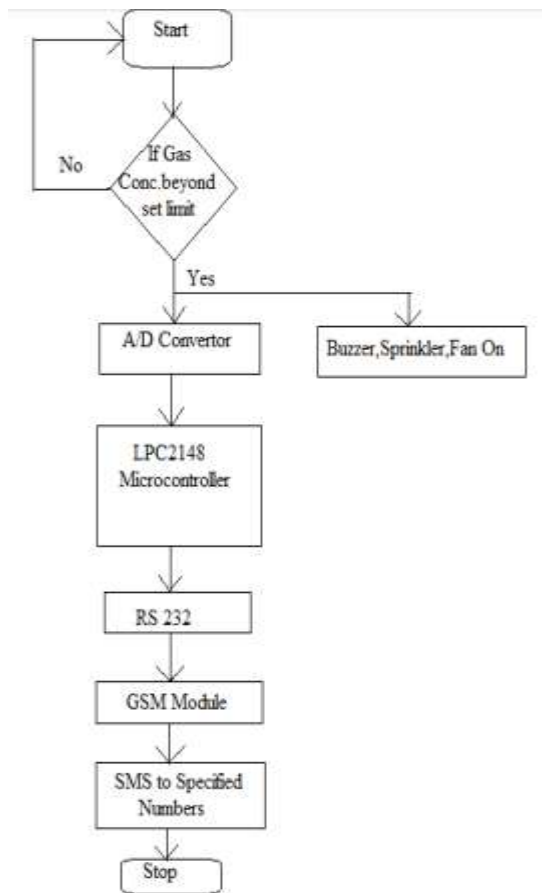 Start
No
If Gas
Conc.beyond
set limit
Yes
A/D Convertor
Buzzer,Sprinkler,Fan On
LPC2148
Microcontroller
RS 232
GSM Module
SMS to Specified
Numbers
Stop